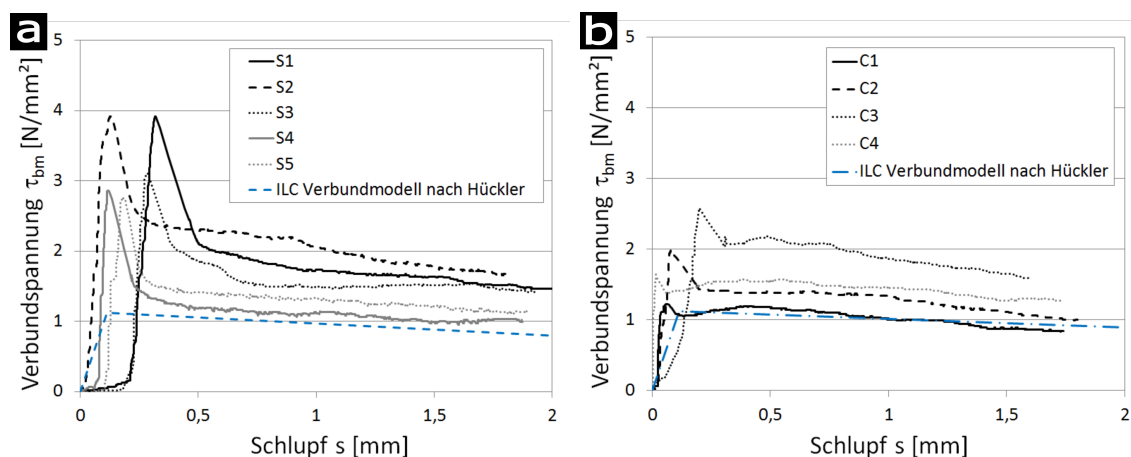 a
Verbundspannung τbm [N/mm²]
5
4
3
2
1
0
S1
S2
S3
S4
S5
ILC Verbundmodell nach Hückler
0
0,5
1
1,5
2
Schlupf s [mm]
b
Verbundspannung τbm [N/mm²]
5
4
3
2
1
0
C1
C2
C3
C4
ILC Verbundmodell nach Hückler
0
0,5
1
1,5
2
Schlupf s [mm]